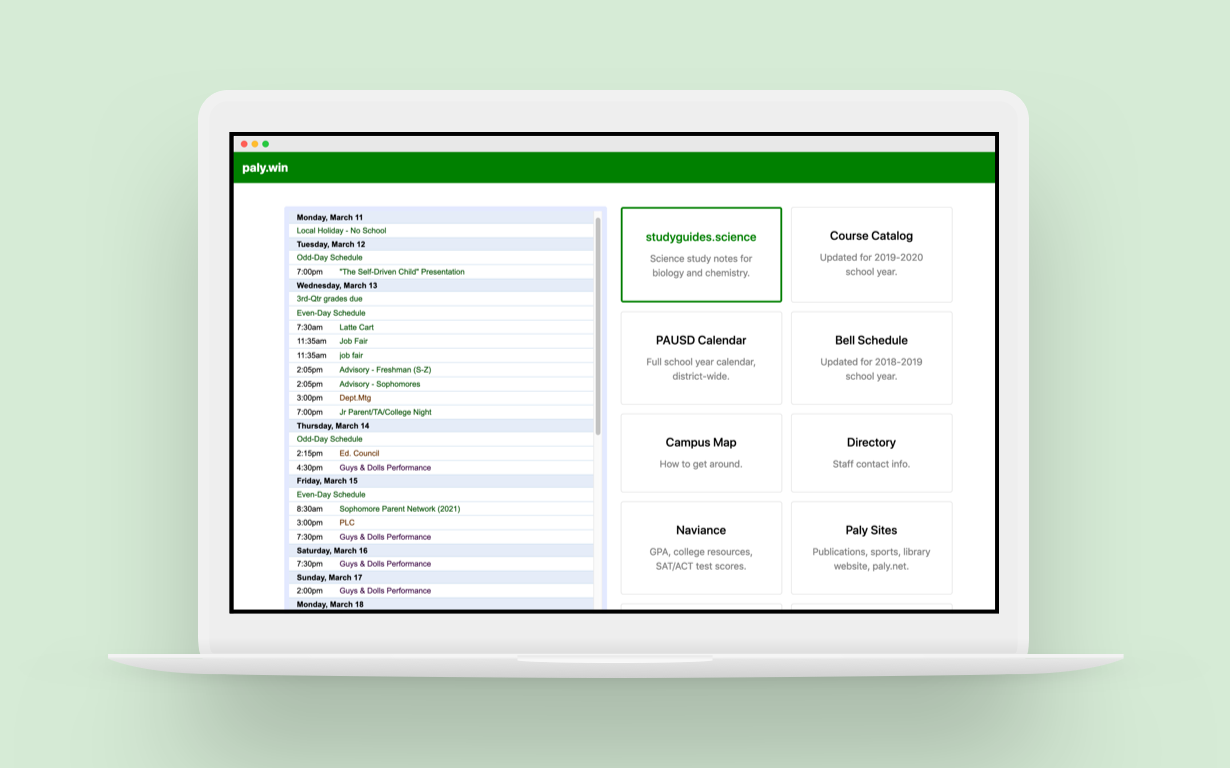 paly.win
Monday, March 11
Local Holiday - No School
Tuesday, March 12
Odd-Day Schedule
7:00pm "The Self-Driven Child" Presentation
Wednesday, March 13
3rd-Qtr grades due
Even-Day Schedule
7:30am Latte Cart
11:35am Job Fair
11:35am job fair
2:05pm Advisory - Freshman (S-Z)
2:05pm Advisory - Sophomores
3:00pm Dept.Mtg
7:00pm Jr Parent/TA/College Night
Thursday, March 14
Odd-Day Schedule
2:15pm Ed. Council
4:30pm Guys & Dolls Performance
Friday, March 15
Even-Day Schedule
8:30am Sophomore Parent Network (2021)
3:00pm PLC
7:30pm Guys & Dolls Performance
Saturday, March 16
7:30pm Guys & Dolls Performance
Sunday, March 17
2:00pm Guys & Dolls Performance
Monday, March 18
studyguides.science
Science study notes for
biology and chemistry.
Course Catalog
Updated for 2019-2020
school year.
PAUSD Calendar
Full school year calendar,
district-wide.
Bell Schedule
Updated for 2018-2019
school year.
Campus Map
How to get around.
Directory
Staff contact info.
Naviance
GPA, college resources,
SAT/ACT test scores.
Paly Sites
Publications, sports, library
website, paly.net.